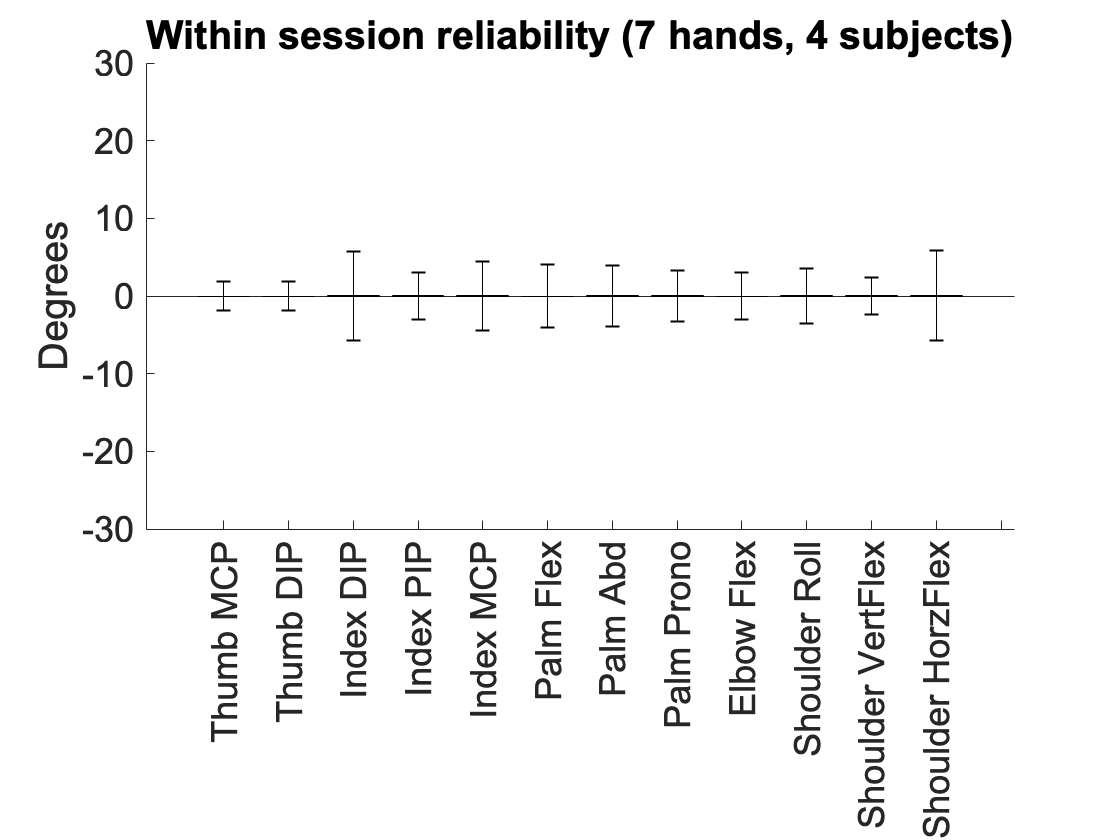 Within session reliability (7 hands, 4 subjects)
30
20
10
0
-10
-20
-30
Degrees
Thumb MCP
Thumb DIP
Index DIP
Index PIP
Index MCP
Palm Flex
Palm Abd
Palm Prono
Elbow Flex
Shoulder Roll
Shoulder VertFlex
Shoulder HorzFlex